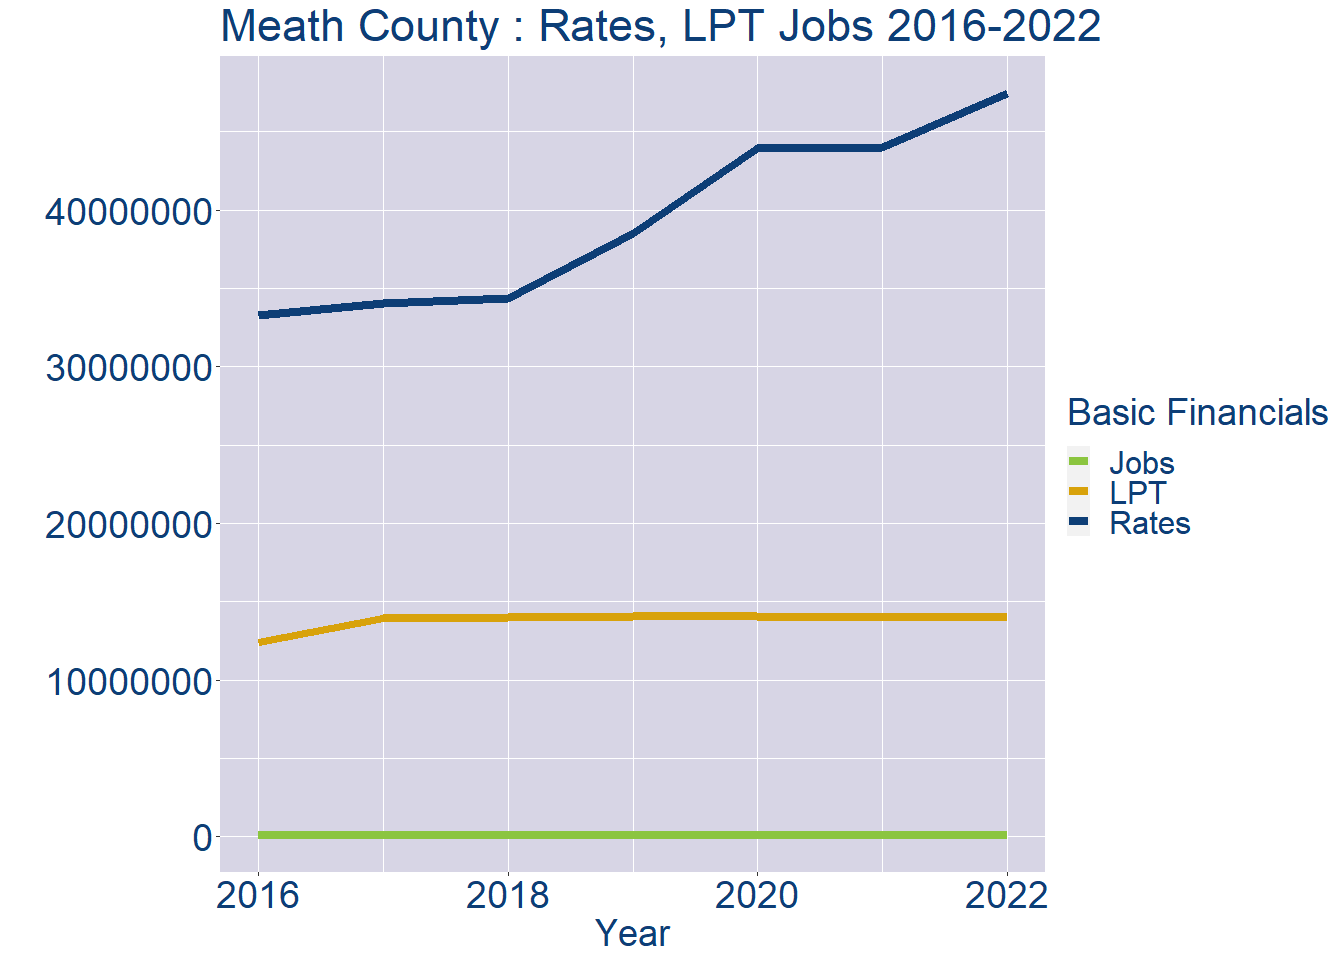 Meath County : Rates, LPT Jobs 2016-2022
40000000
30000000
20000000
10000000
0
2016 2018 2020 2022
Year
Basic Financials
Jobs
LPT
Rates